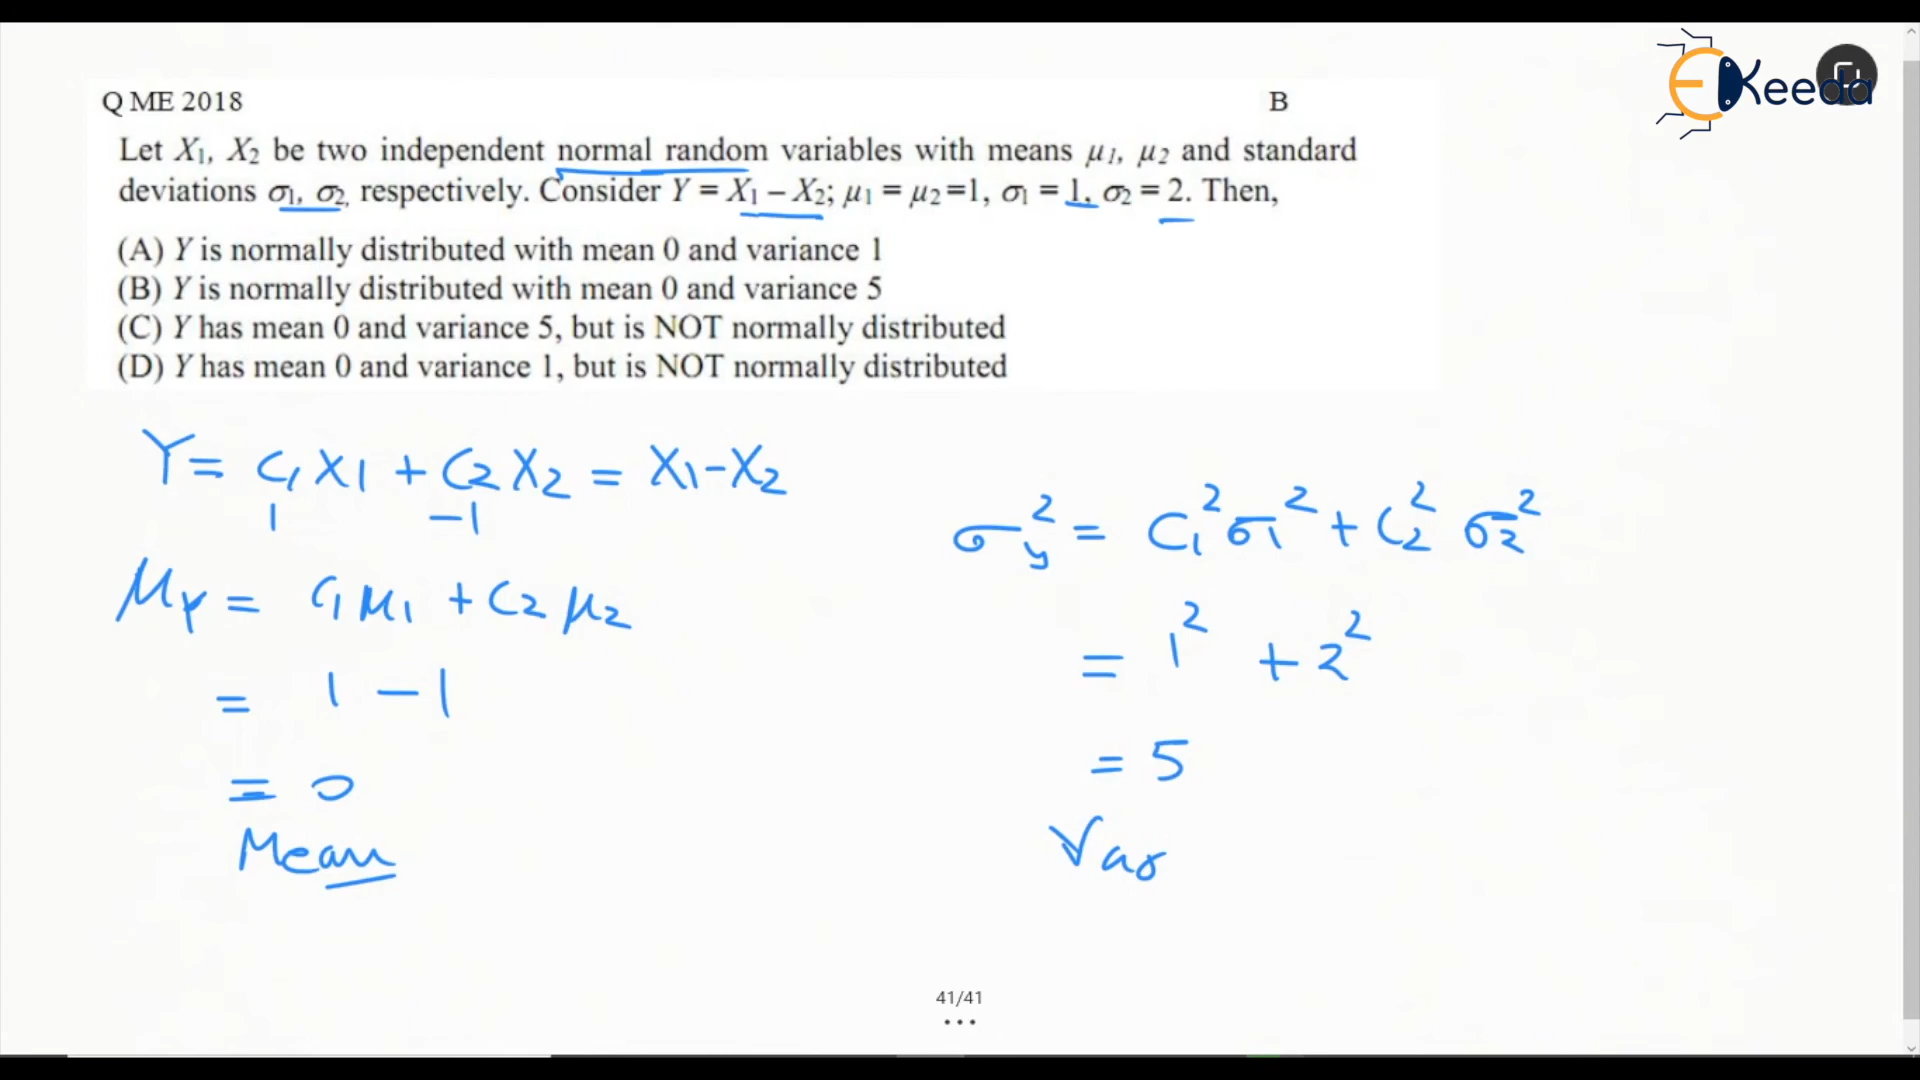 Q ME 2018 B
EKeeda
Let X₁, X₂ be two independent normal random variables with means μ₁, μ₂ and standard
deviations σ₁, σ₂, respectively. Consider Y = X₁ – X₂; μ₁ = μ₂ =1, σ₁ = 1, σ₂ = 2. Then,
(A) Y is normally distributed with mean 0 and variance 1
(B) Y is normally distributed with mean 0 and variance 5
(C) Y has mean 0 and variance 5, but is NOT normally distributed
(D) Y has mean 0 and variance 1, but is NOT normally distributed
Y = C₁X₁ + C₂X₂ = X₁-X₂
1 -1
μY = C₁μ₁ + C₂μ₂
= 1 - 1
= 0
Mean
σy² = C₁²σ₁² + C₂²σ₂²
= 1² + 2²
= 5
Var
41/41